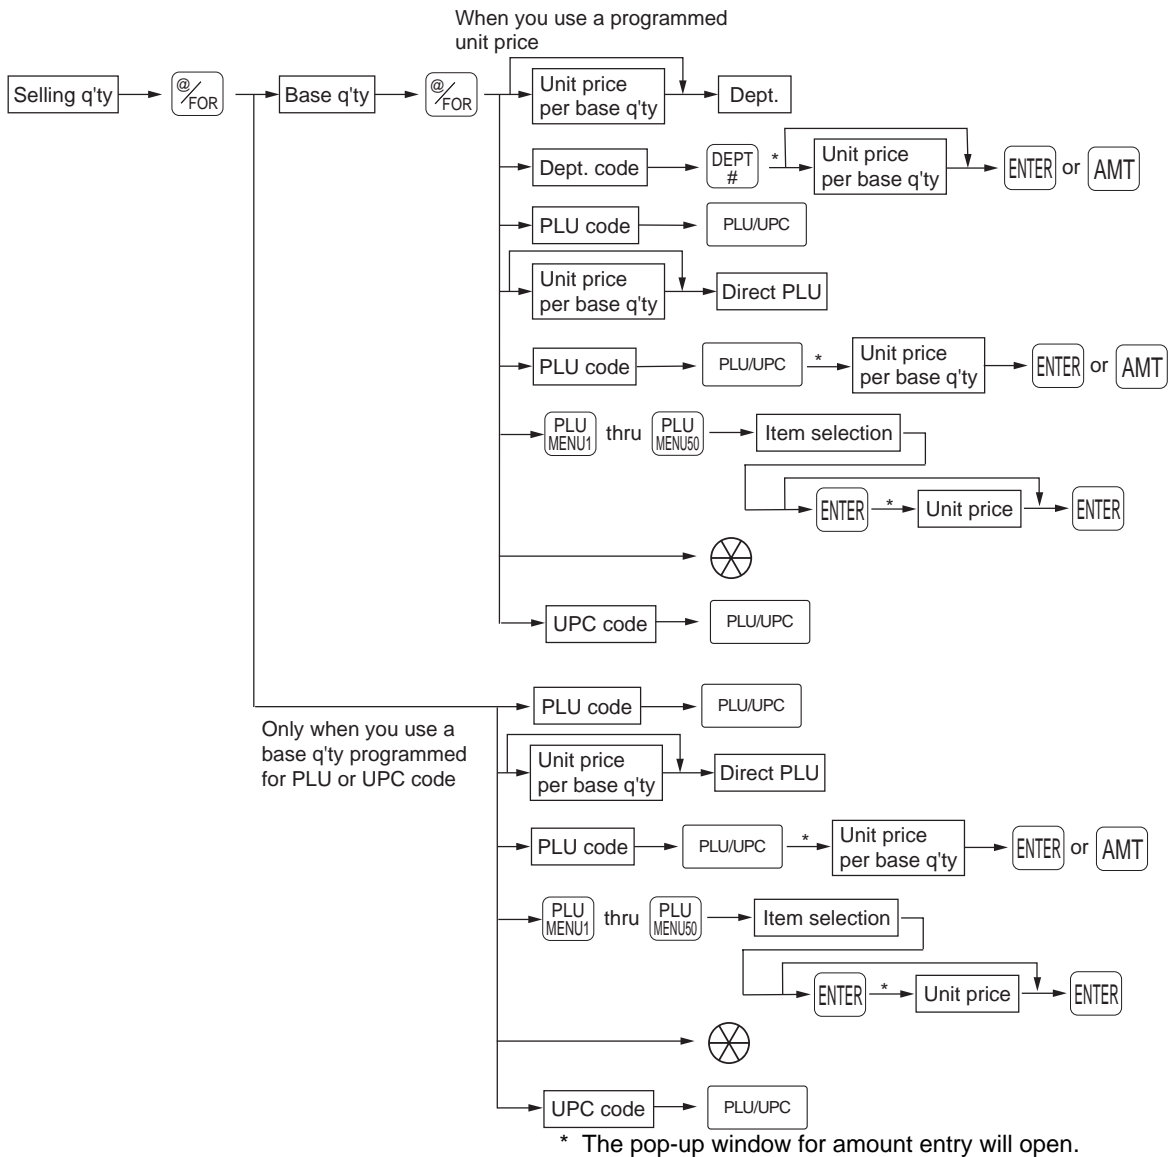 When you use a programmed
unit price
Selling q'ty
@/FOR
Base q'ty
@/FOR
Unit price
per base q'ty
Dept.
Dept. code
DEPT
#
*
Unit price
per base q'ty
ENTER or AMT
PLU code
PLU/UPC
Unit price
per base q'ty
Direct PLU
PLU code
PLU/UPC
*
Unit price
per base q'ty
ENTER or AMT
PLU
MENU1
thru
PLU
MENU50
Item selection
ENTER
*
Unit price
ENTER
UPC code
PLU/UPC
Only when you use a
base q'ty programmed
for PLU or UPC code
PLU code
PLU/UPC
Unit price
per base q'ty
Direct PLU
PLU code
PLU/UPC
*
Unit price
per base q'ty
ENTER or AMT
PLU
MENU1
thru
PLU
MENU50
Item selection
ENTER
*
Unit price
ENTER
UPC code
PLU/UPC
* The pop-up window for amount entry will open.